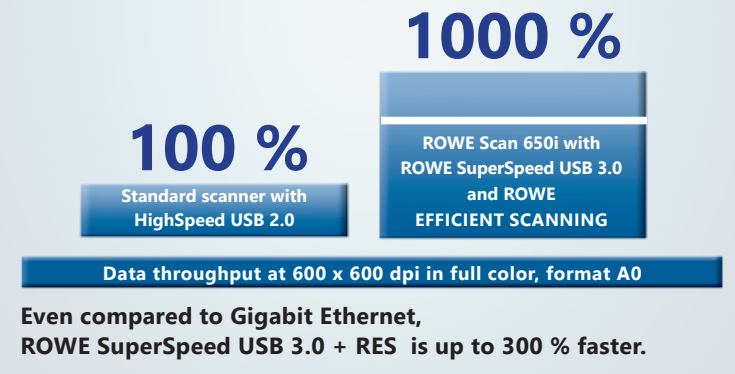 1000 %
100 %
ROWE Scan 650i with
ROWE SuperSpeed USB 3.0
and ROWE
EFFICIENT SCANNING
Standard scanner with
HighSpeed USB 2.0
Data throughput at 600 x 600 dpi in full color, format A0
Even compared to Gigabit Ethernet,
ROWE SuperSpeed USB 3.0 + RES is up to 300 % faster.